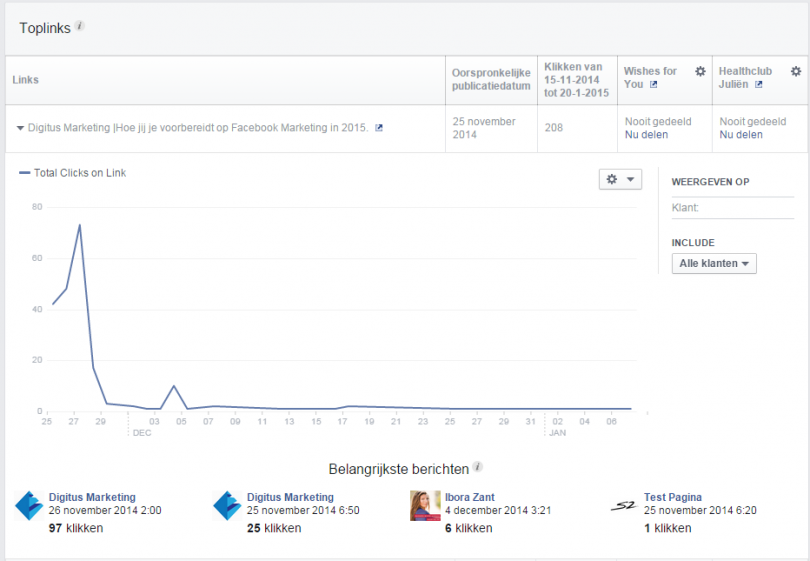 Toplinks i
Links
Oorspronkelijke
publicatiedatum
Klikken van
15-11-2014
tot 20-1-2015
Wishes for
You
Healthclub
Juliën
Digitus Marketing |Hoe jij je voorbereidt op Facebook Marketing in 2015.
25 november
2014
208
Nooit gedeeld
Nu delen
Nooit gedeeld
Nu delen
Total Clicks on Link
WEERGEVEN OP
Klant:
INCLUDE
Alle klanten
80
60
40
20
0
25 27 29 03 05 07 09 11 13 15 17 19 21 23 25 27 29 31 02 04 06
DEC JAN
Belangrijkste berichten i
Digitus Marketing
26 november 2014 2:00
97 klikken
Digitus Marketing
25 november 2014 6:50
25 klikken
Ibora Zant
4 december 2014 3:21
6 klikken
SZ
Test Pagina
25 november 2014 6:20
1 klikken